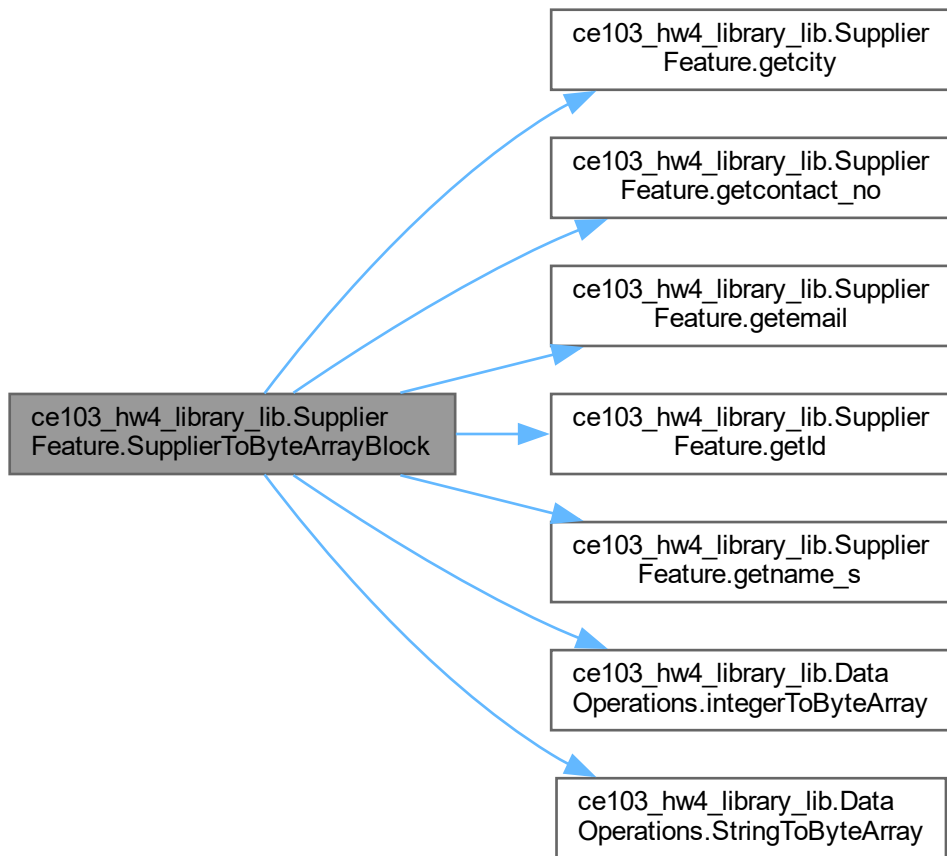 ce103_hw4_library_lib.Supplier
Feature.getcity
ce103_hw4_library_lib.Supplier
Feature.getcontact_no
ce103_hw4_library_lib.Supplier
Feature.getemail
ce103_hw4_library_lib.Supplier
Feature.SupplierToByteArrayBlock
ce103_hw4_library_lib.Supplier
Feature.getId
ce103_hw4_library_lib.Supplier
Feature.getname_s
ce103_hw4_library_lib.Data
Operations.integerToByteArray
ce103_hw4_library_lib.Data
Operations.StringToByteArray